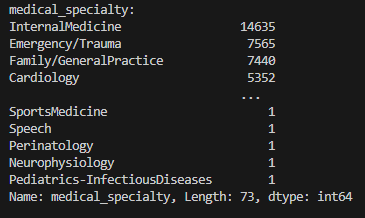 medical_specialty:
InternalMedicine 14635
Emergency/Trauma 7565
Family/GeneralPractice 7440
Cardiology 5352
...
SportsMedicine 1
Speech 1
Perinatology 1
Neurophysiology 1
Pediatrics-InfectiousDiseases 1
Name: medical_specialty, Length: 73, dtype: int64